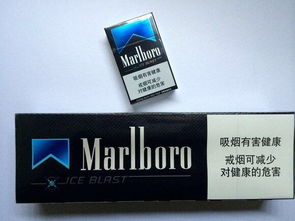 Marlboro
吸烟有害健康
戒烟可减少
对健康的危害
Marlboro
ICE BLAST
吸烟有害健康
戒烟可减少
对健康的危害